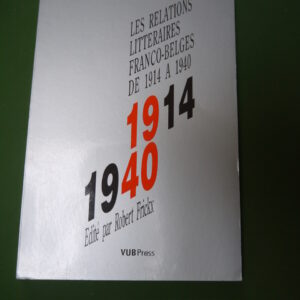 LES RELATIONS
LITTERAIRES
FRANCO-BELGES
DE 1914 A 1940
1914
1940
Edité par Robert Frickx
VUBPress